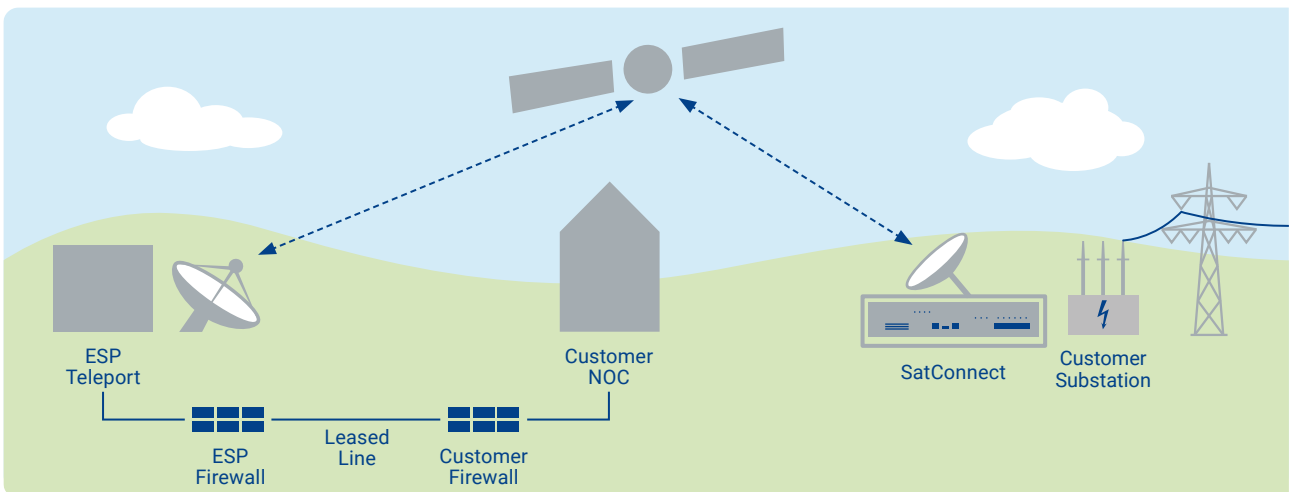 ESP
Teleport
Customer
NOC
SatConnect
Customer
Substation
ESP
Firewall
Leased
Line
Customer
Firewall